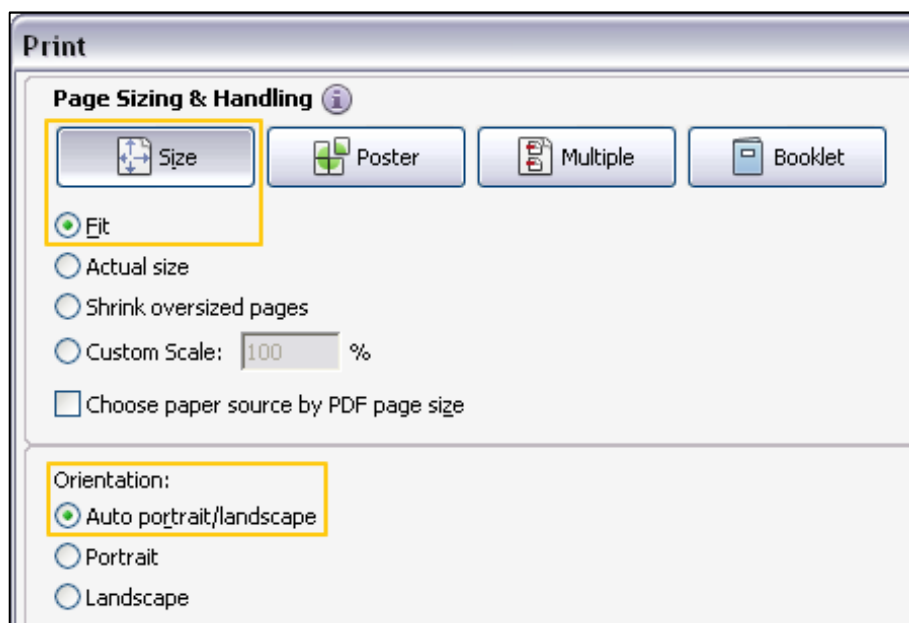 Print
Page Sizing & Handling
Size Poster Multiple Booklet
Fit
Actual size
Shrink oversized pages
Custom Scale: 100 %
Choose paper source by PDF page size
Orientation:
Auto portrait/landscape
Portrait
Landscape